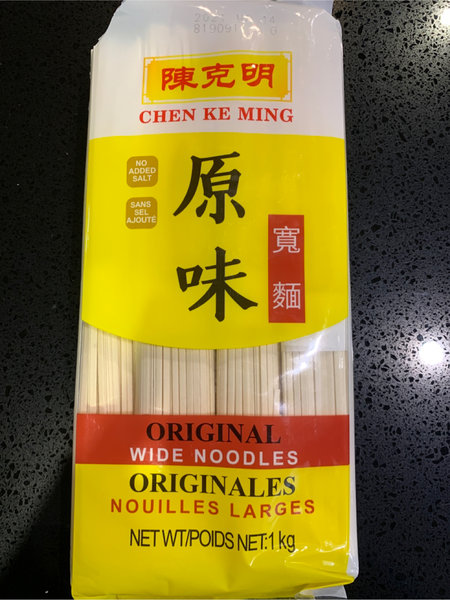 陳克明
CHEN KE MING
NO
ADDED
SALT
SANS
SEL
AJOUTÉ
原味
寬麵
ORIGINAL
WIDE NOODLES
ORIGINALES
NOUILLES LARGES
NET WT/POIDS NET:1 kg